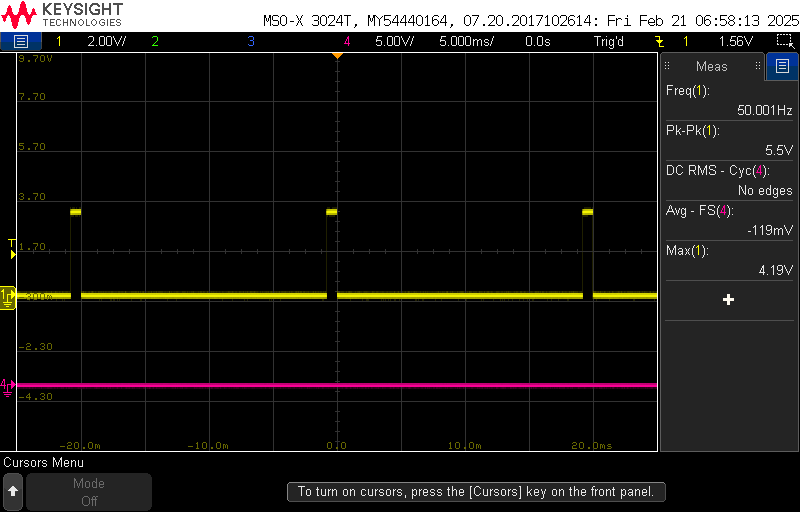 KEYSIGHT
TECHNOLOGIES
MSO-X 3024T, MY54440164, 07.20.2017102614: Fri Feb 21 06:58:13 2025
1 2.00V/ 2 3 4 5.00V/ 5.000ms/ 0.0s Trig'd 1 1.56V
9.70V
7.70
5.70
3.70
T
1.70
1
-300m
-2.30
4
-4.30
-20.0m -10.0m 0.0 10.0m 20.0ms
Meas
Freq(1):
50.001Hz
Pk-Pk(1):
5.5V
DC RMS - Cyc(4):
No edges
Avg - FS(4):
-119mV
Max(1):
4.19V
Cursors Menu
Mode
Off
To turn on cursors, press the [Cursors] key on the front panel.